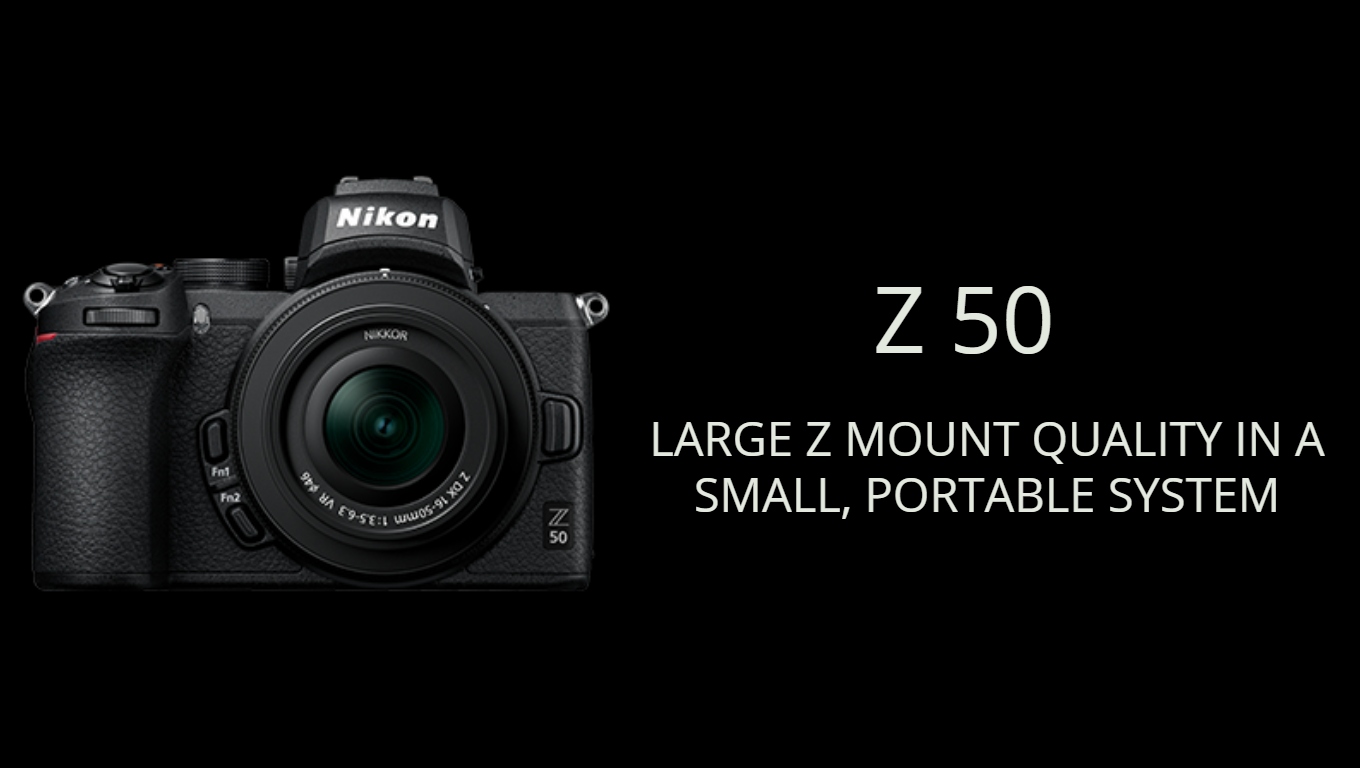 Nikon
NIKKOR
Z DX 16-50mm 1:3.5-6.3 VR ⌀46
Fn1
Fn2
Z
50
Z 50
LARGE Z MOUNT QUALITY IN A
SMALL, PORTABLE SYSTEM